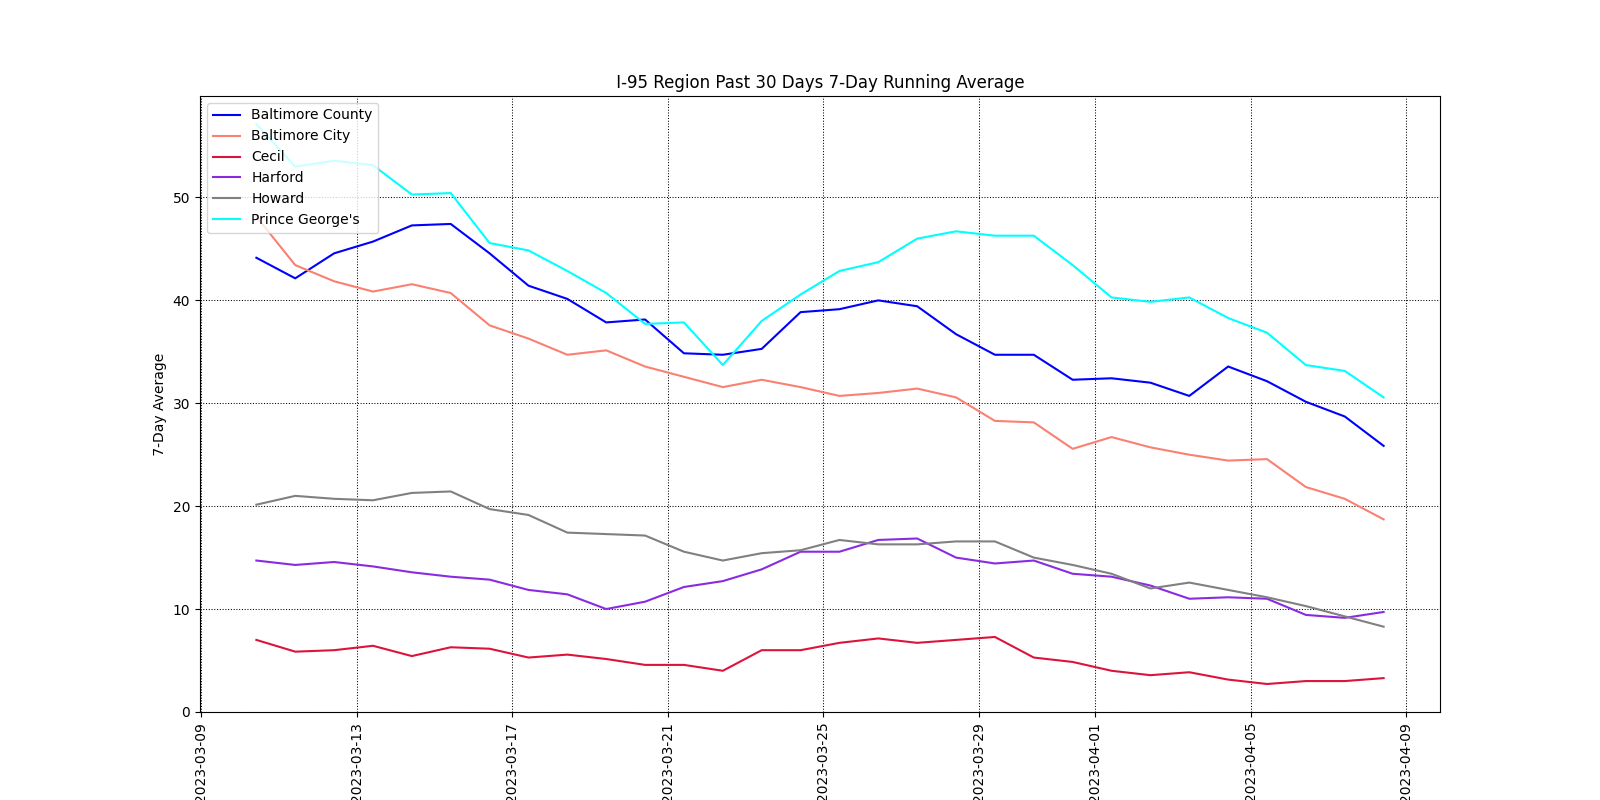 I-95 Region Past 30 Days 7-Day Running Average
Baltimore County
Baltimore City
Cecil
Harford
Howard
Prince George's
7-Day Average
50
40
30
20
10
0
2023-03-09
2023-03-13
2023-03-17
2023-03-21
2023-03-25
2023-03-29
2023-04-01
2023-04-05
2023-04-09